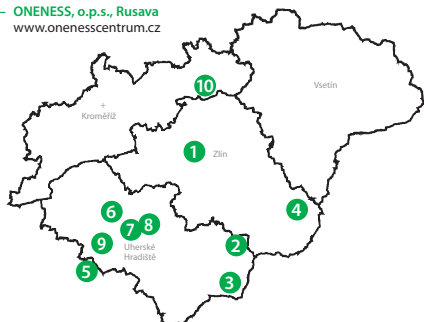 – ONENESS, o.p.s., Rusava
www.onenesscentrum.cz
Vsetín
10
+
Kroměříž
1
Zlín
4
6
8
7
2
9
Uherské
Hradiště
5
3